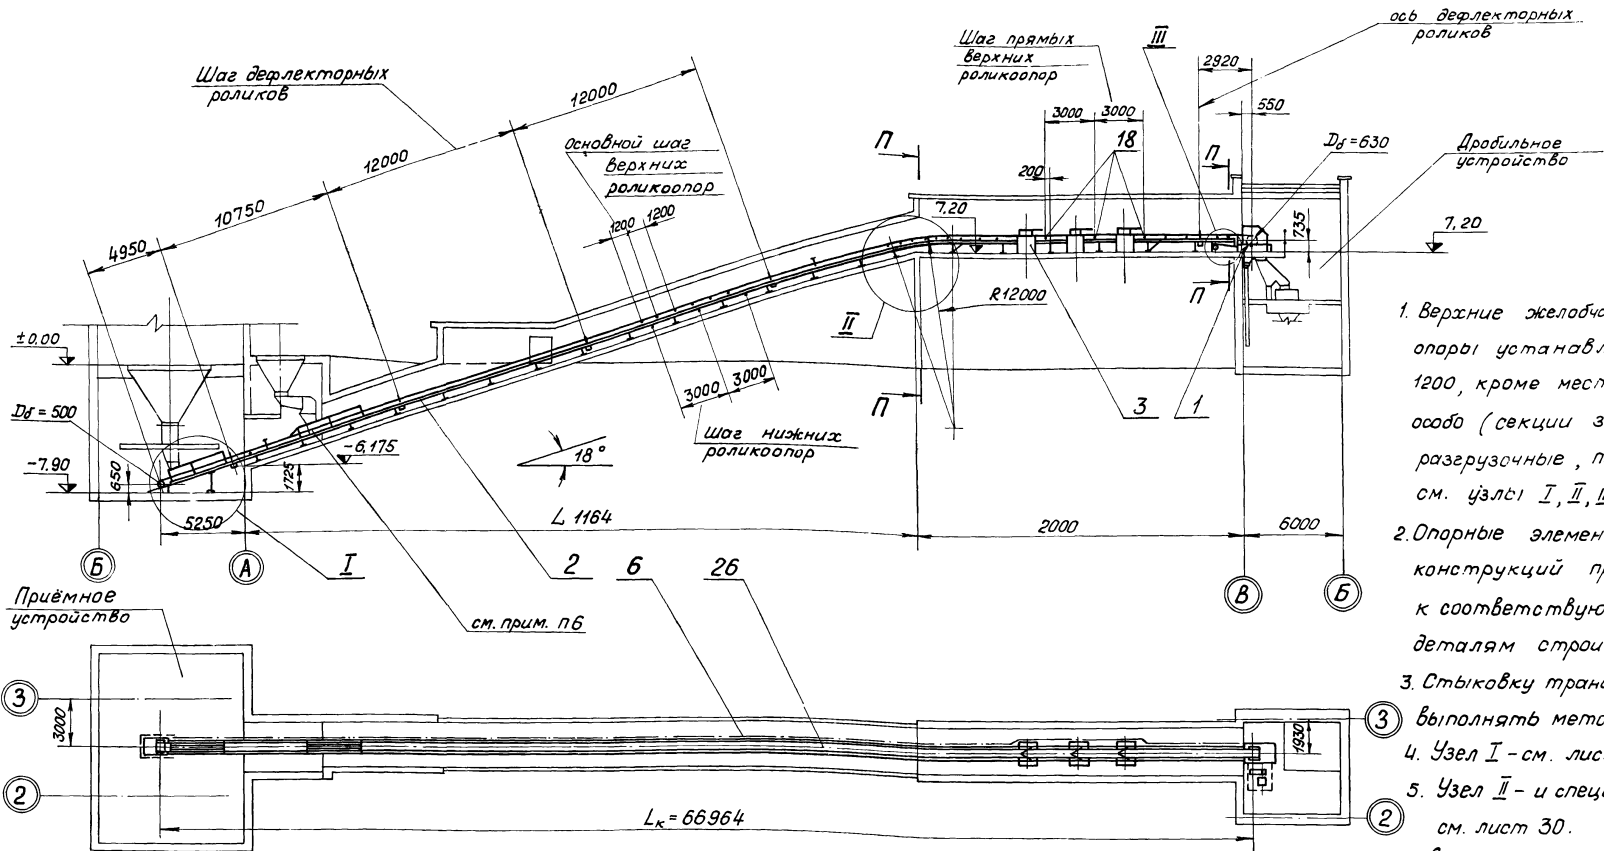 ось дефлекторных
роликов
Шаг прямых
верхних
роликоопор
III
2920
550
Шаг дефлекторных
роликов
12000
12000
10750
4950
Основной шаг
верхних
роликоопор
1200
1200
3000
3000
200
18
П
П
Dб=630
Дробильное
устройство
7,20
735
7,20
R12000
II
П
П
3
1
±0,00
Dб=500
-7,90
650
-6,175
1725
18°
3000
3000
Шаг нижних
роликоопор
5250
L 1164
2000
6000
Б
А
I
2
6
26
В
Б
Приёмное
устройство
см. прим. п6
3
3000
2
3
1930
2
Lк=66964
1. Верхние желобча
опоры устанавл
1200, кроме мест
особо (секции з
разгрузочные, п
см. узлы I, II, II
2. Опорные элемен
конструкций пр
к соответствую
деталям строи
3. Стыковку тран
выполнять мето
4. Узел I-см. лис
5. Узел II-и спец
см. лист 30.